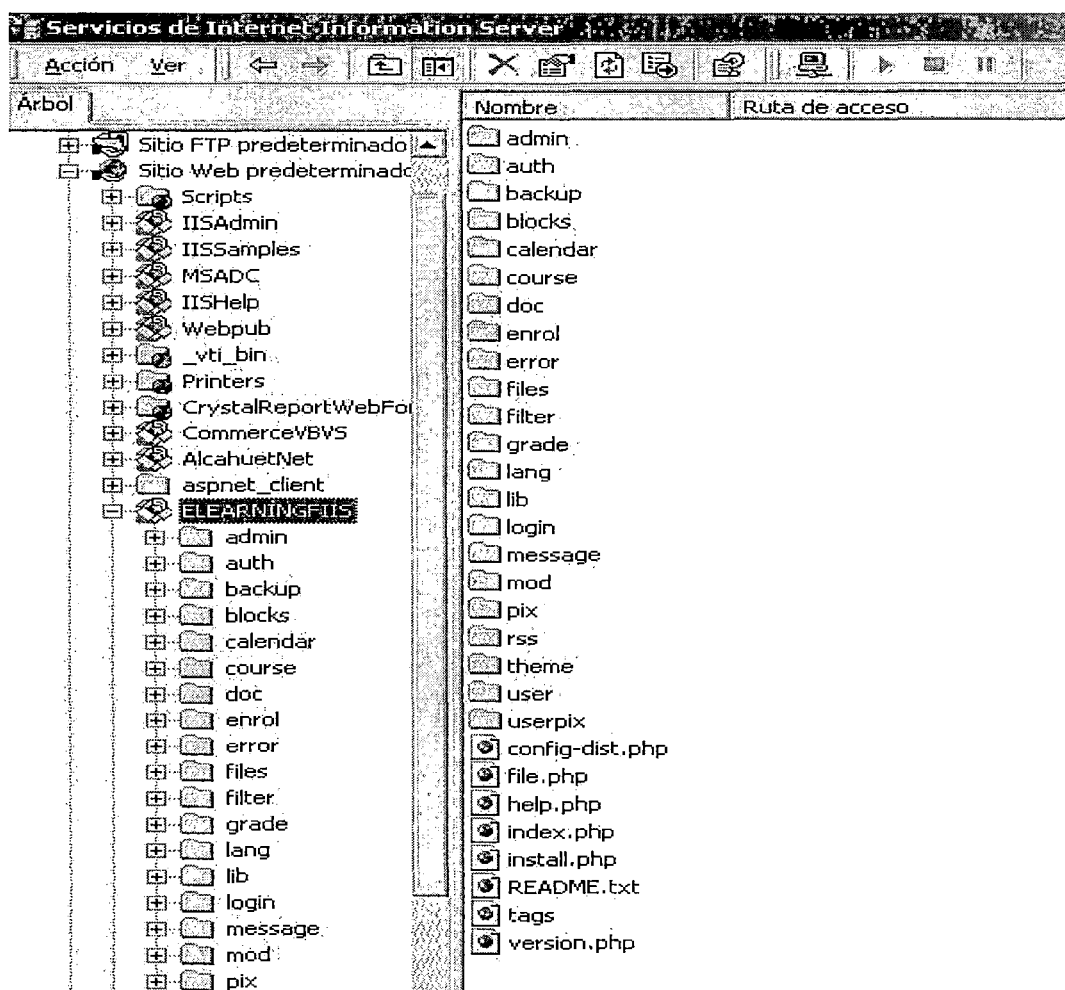 Servicios de Internet Information Server
Acción Ver
Árbol
Sitio FTP predeterminado
Sitio Web predeterminado
Scripts
IISAdmin
IISSamples
MSADC
IISHelp
Webpub
_vti_bin
Printers
CrystalReportWebFor
CommerceVBVS
AlcahuetNet
aspnet_client
ELEARNINGFIIS
admin
auth
backup
blocks
calendar
course
doc
enrol
error
files
filter
grade
lang
lib
login
message
mod
pix
Nombre Ruta de acceso
admin
auth
backup
blocks
calendar
course
doc
enrol
error
files
filter
grade
lang
lib
login
message
mod
pix
rss
theme
user
userpix
config-dist.php
file.php
help.php
index.php
install.php
README.txt
tags
version.php